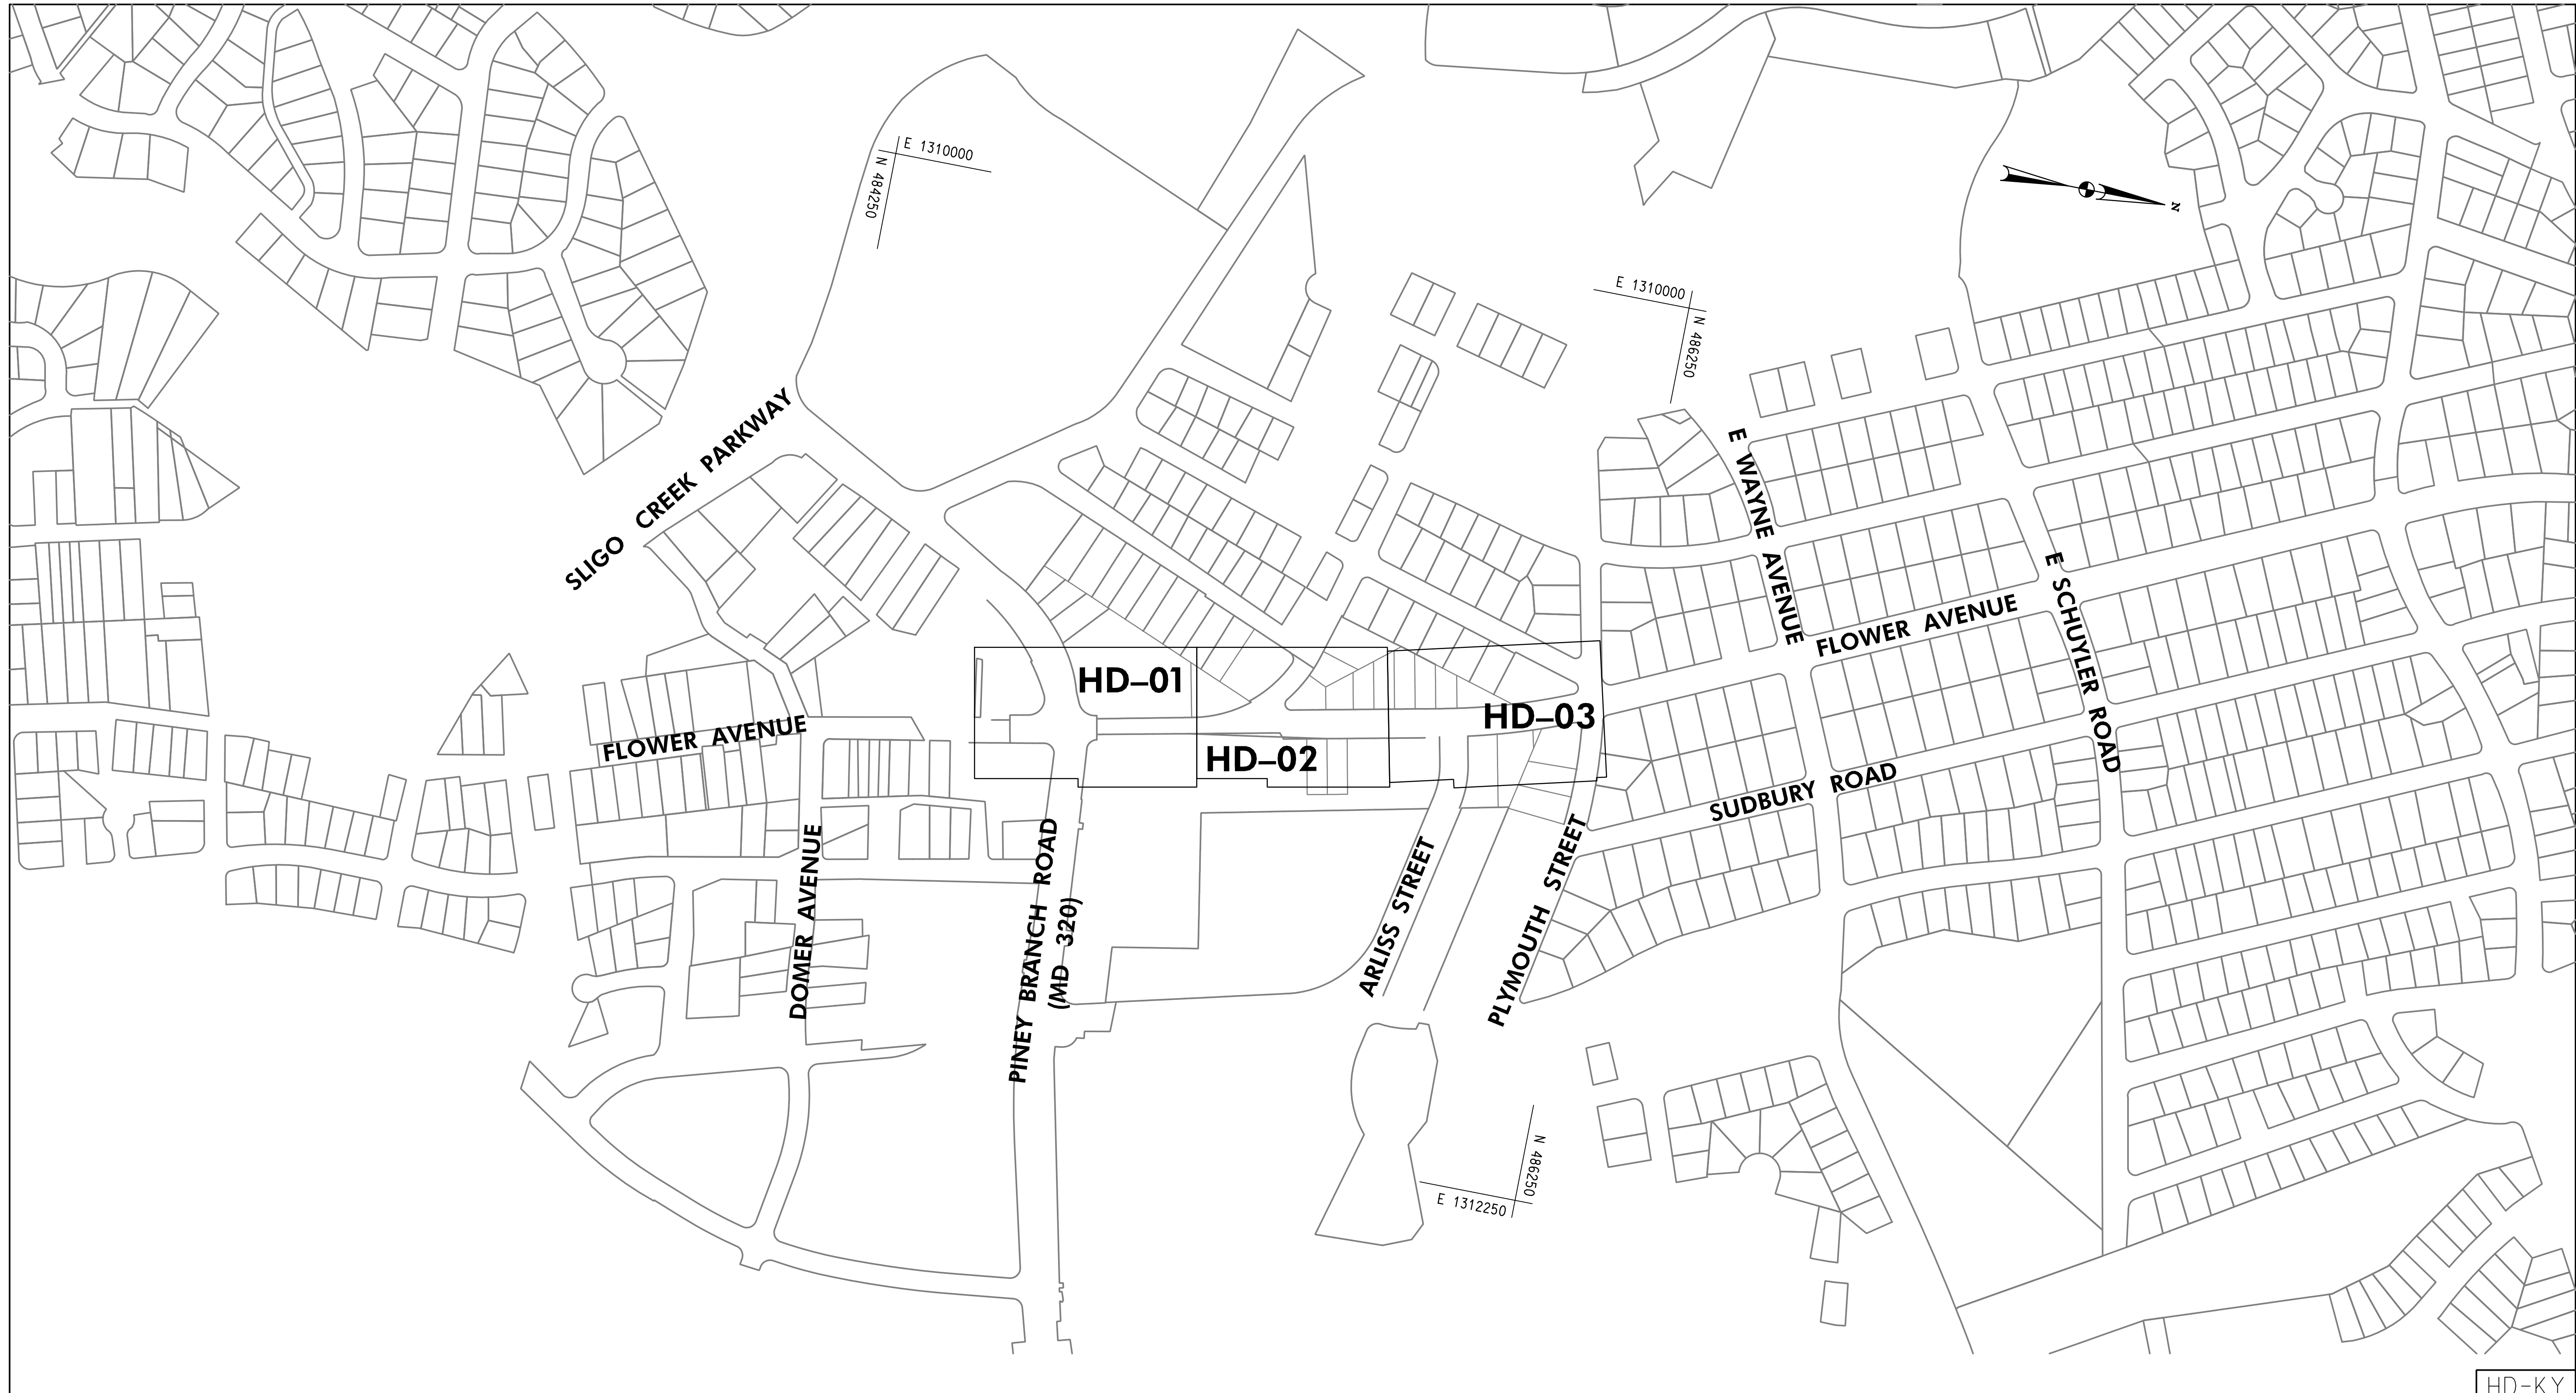 E 1310000
N 484250
N
E 1310000
N 486250
SLIGO CREEK PARKWAY
E WAYNE AVENUE
E SCHUYLER ROAD
FLOWER AVENUE
HD-01
HD-02
HD-03
FLOWER AVENUE
SUDBURY ROAD
DOMER AVENUE
PINEY BRANCH ROAD
(MD 320)
ARLISS STREET
PLYMOUTH STREET
N 486250
E 1312250
HD-KY